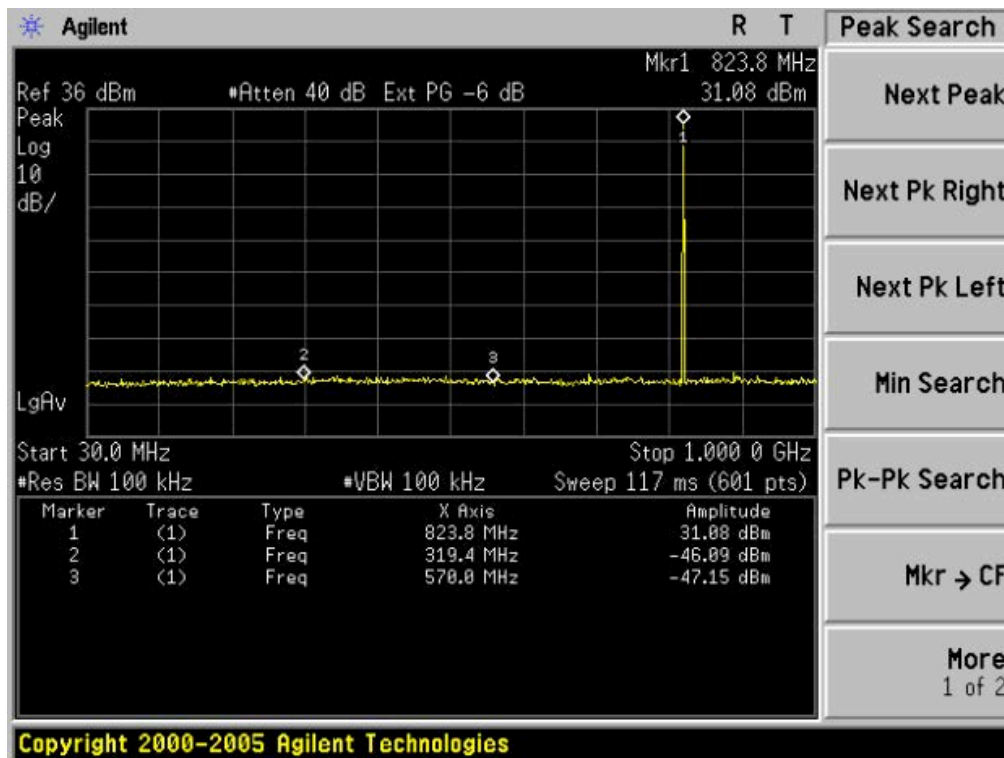 Agilent R T Peak Search
Mkr1 823.8 MHz
Ref 36 dBm #Atten 40 dB Ext PG -6 dB 31.08 dBm
Peak
Log
10
dB/
1
2
3
LgAv
Start 30.0 MHz Stop 1.000 0 GHz
#Res BW 100 kHz #VBW 100 kHz Sweep 117 ms (601 pts)
Marker Trace Type X Axis Amplitude
1 (1) Freq 823.8 MHz 31.08 dBm
2 (1) Freq 319.4 MHz -46.09 dBm
3 (1) Freq 570.0 MHz -47.15 dBm
Next Peak
Next Pk Right
Next Pk Left
Min Search
Pk-Pk Search
Mkr → CF
More
1 of 2
Copyright 2000-2005 Agilent Technologies